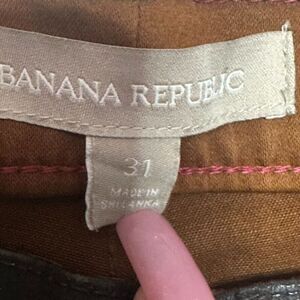 BANANA REPUBLIC
31
MADE IN
SRI LANKA